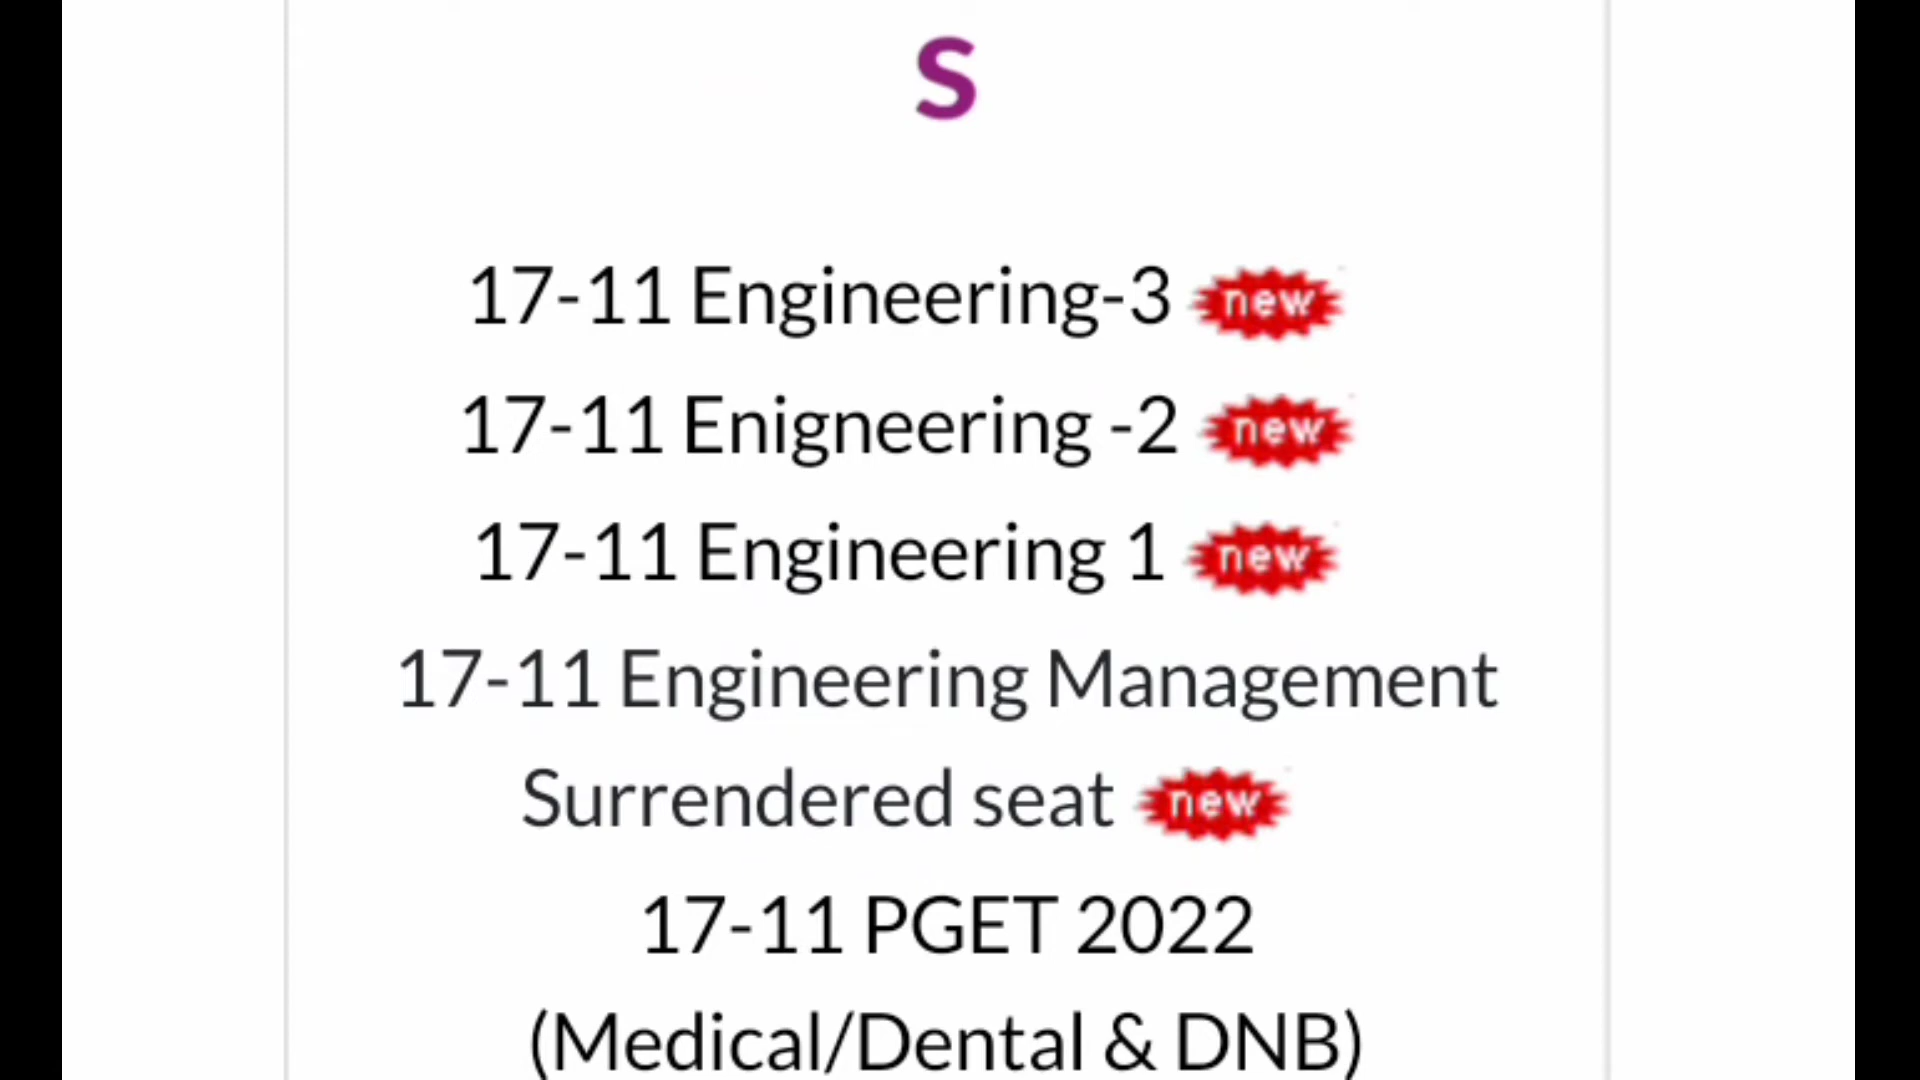 S
17-11 Engineering-3 new
17-11 Enigneering -2 new
17-11 Engineering 1 new
17-11 Engineering Management
Surrendered seat new
17-11 PGET 2022
(Medical/Dental & DNB)